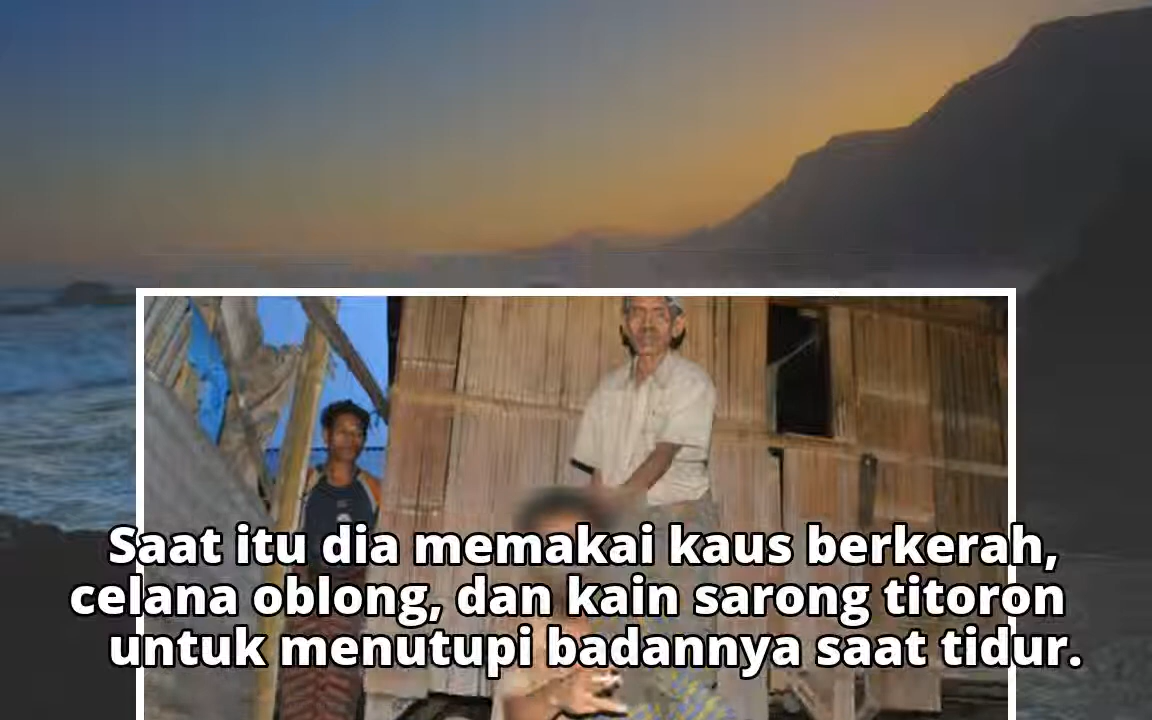 Saat itu dia memakai kaus berkerah,
celana oblong, dan kain sarong titoron
untuk menutupi badannya saat tidur.